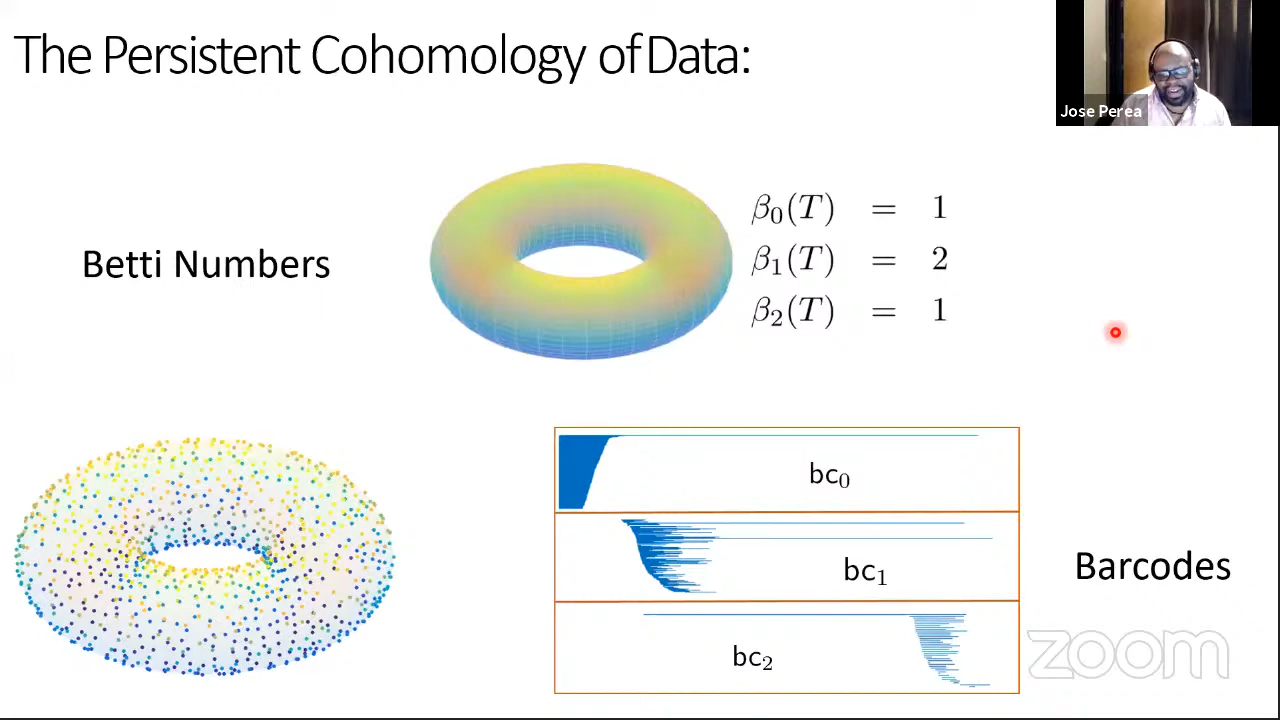 The Persistent Cohomology of Data:
Jose Perea
Betti Numbers
β₀(T) = 1
β₁(T) = 2
β₂(T) = 1
bc₀
bc₁
bc₂
Barcodes
zoom